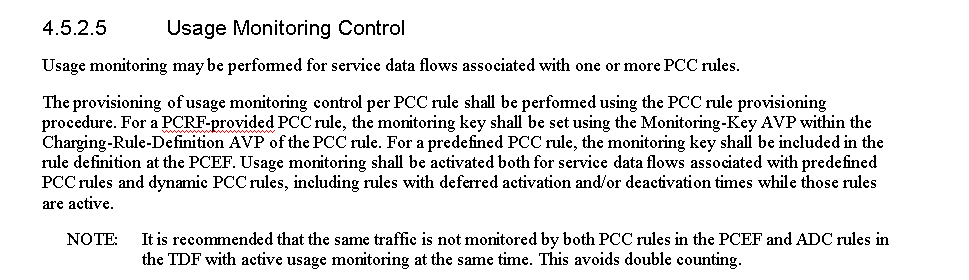 4.5.2.5 Usage Monitoring Control
Usage monitoring may be performed for service data flows associated with one or more PCC rules.
The provisioning of usage monitoring control per PCC rule shall be performed using the PCC rule provisioning
procedure. For a PCRF-provided PCC rule, the monitoring key shall be set using the Monitoring-Key AVP within the
Charging-Rule-Definition AVP of the PCC rule. For a predefined PCC rule, the monitoring key shall be included in the
rule definition at the PCEF. Usage monitoring shall be activated both for service data flows associated with predefined
PCC rules and dynamic PCC rules, including rules with deferred activation and/or deactivation times while those rules
are active.
NOTE: It is recommended that the same traffic is not monitored by both PCC rules in the PCEF and ADC rules in
the TDF with active usage monitoring at the same time. This avoids double counting.